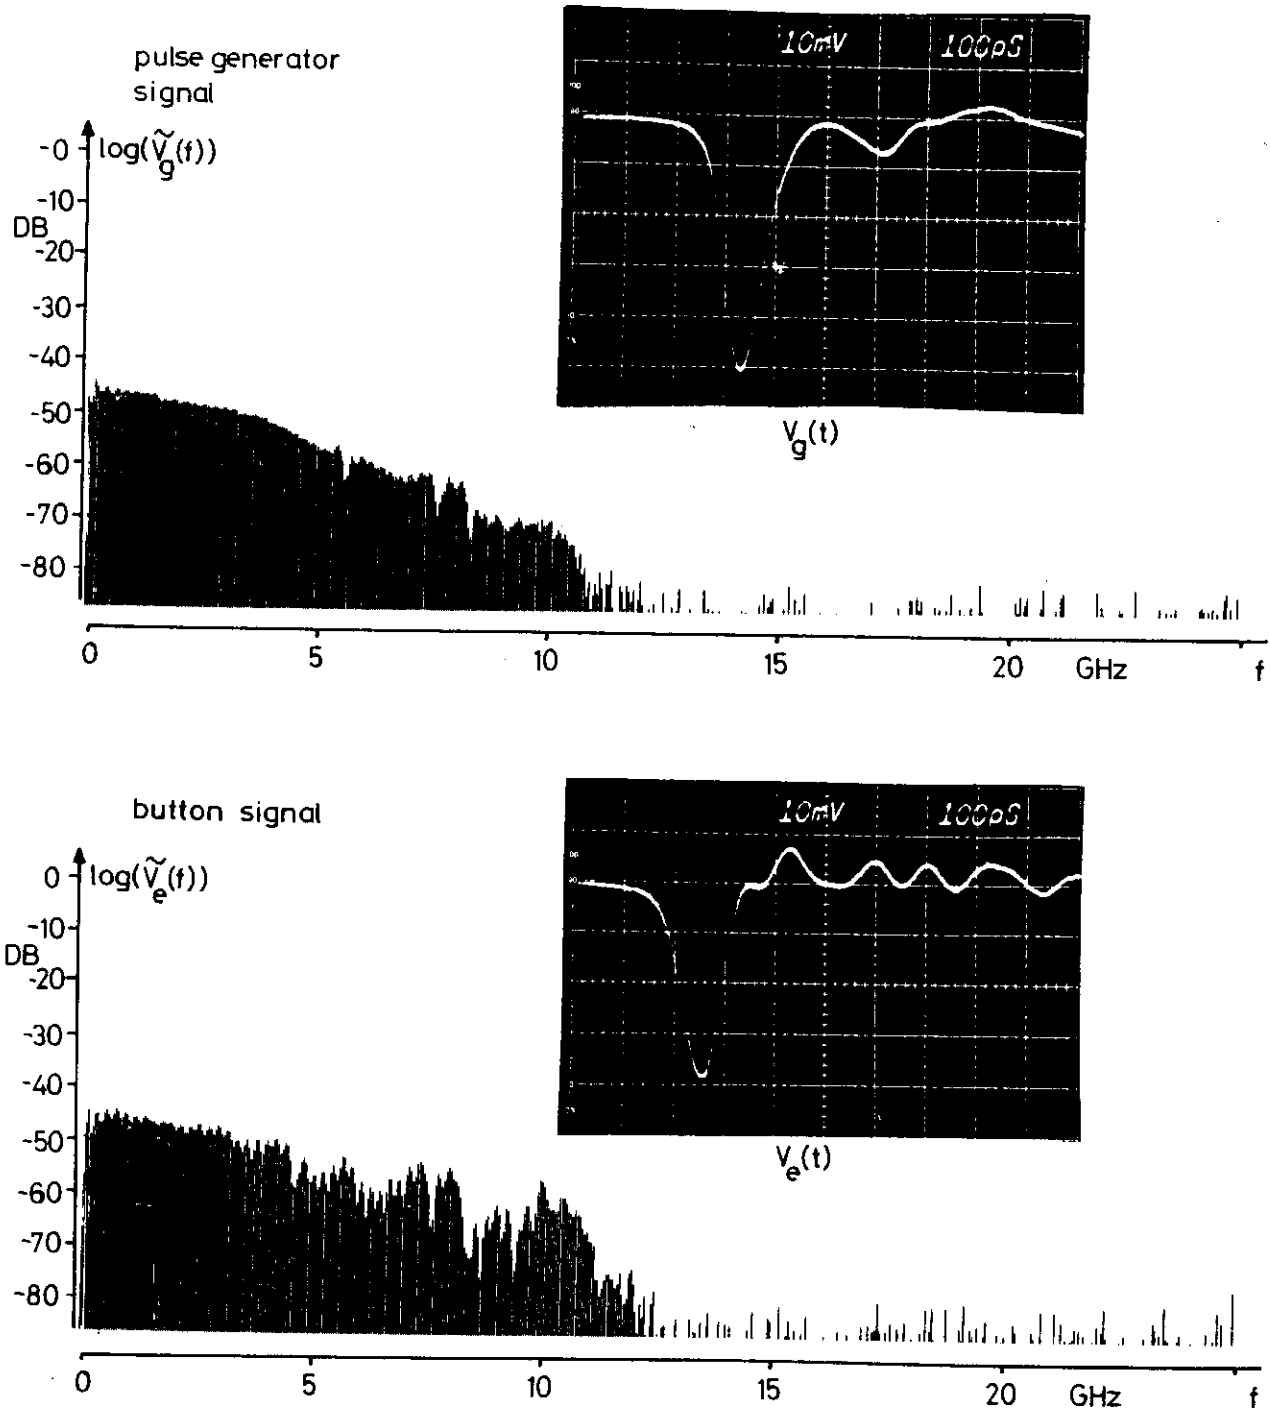 pulse generator
signal
log(Ṽg(f))
-0
-10
DB
-20
-30
-40
-50
-60
-70
-80
0 5 10 15 20 GHz f
10mV 100pS
Vg(t)
button signal
log(Ṽe(f))
0
-10
DB
-20
-30
-40
-50
-60
-70
-80
0 5 10 15 20 GHz f
10mV 100pS
Ve(t)